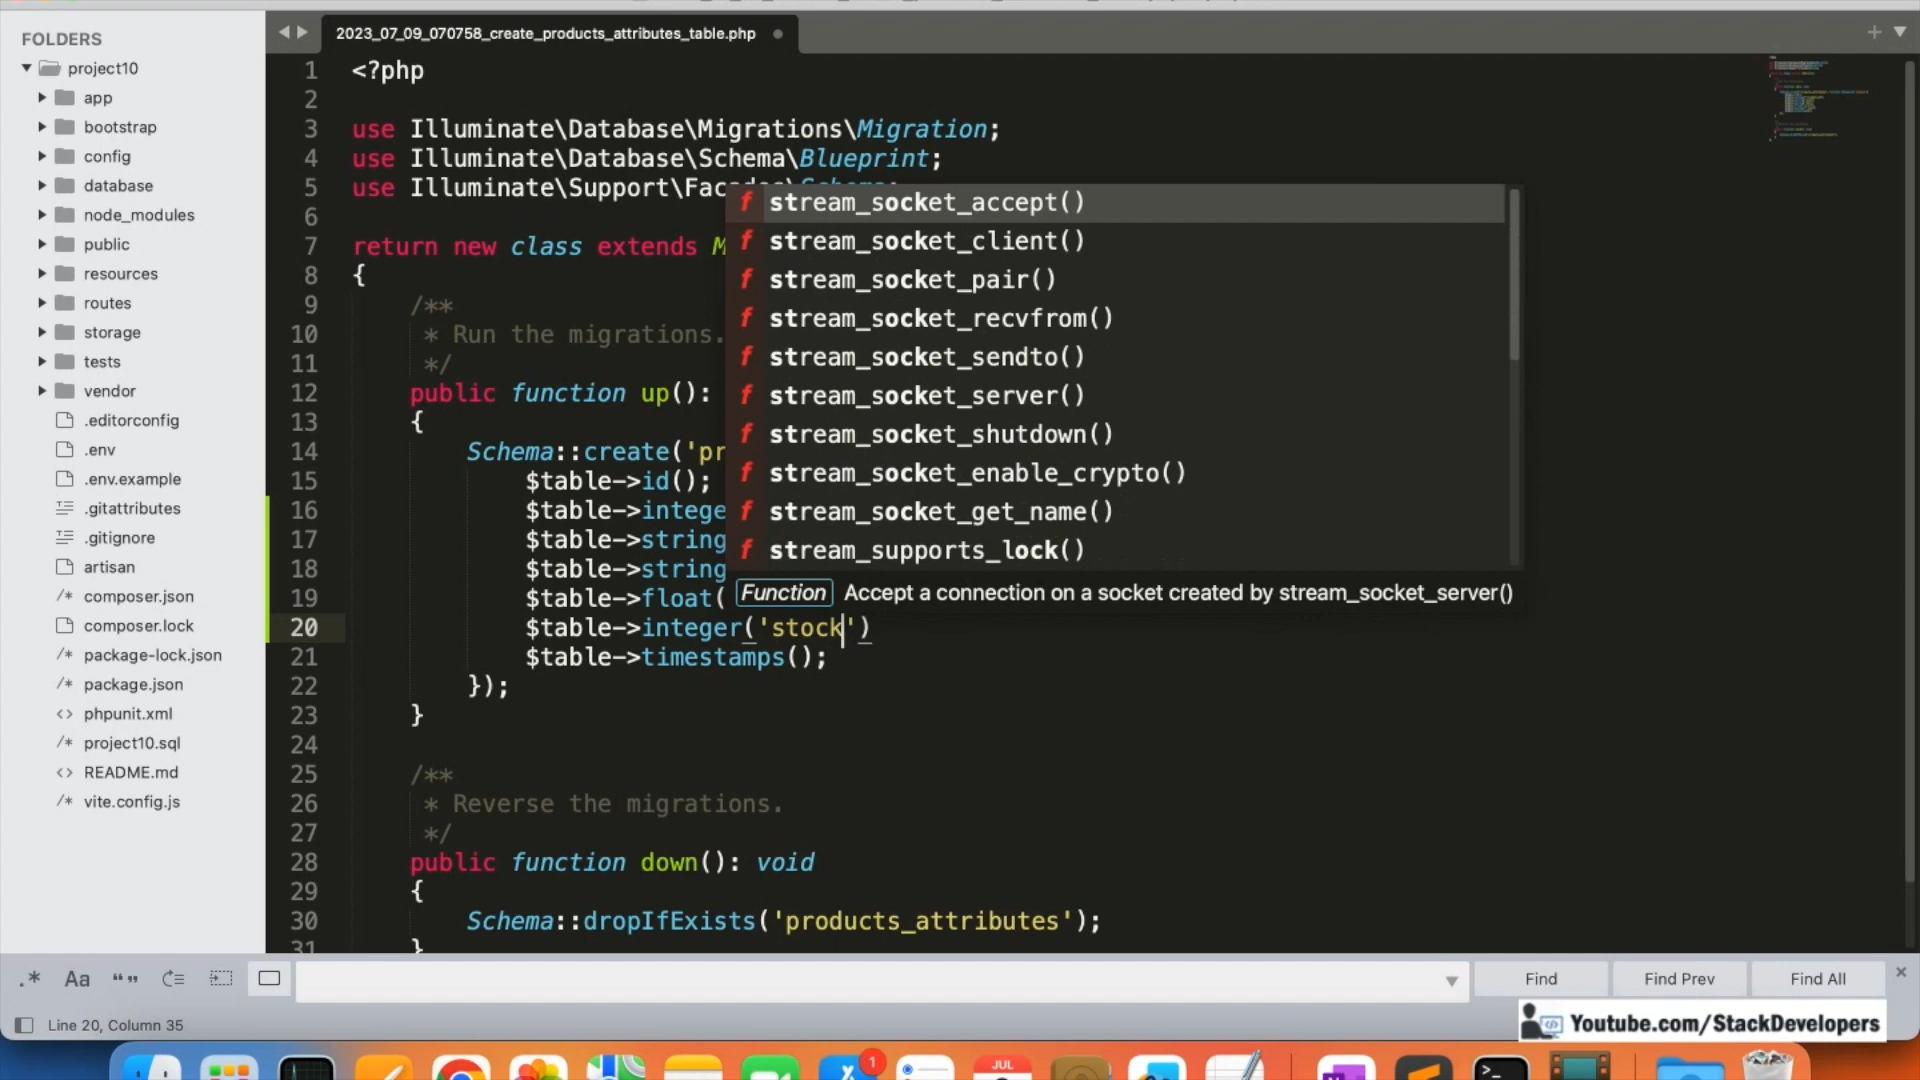 FOLDERS
project10
app
bootstrap
config
database
node_modules
public
resources
routes
storage
tests
vendor
.editorconfig
.env
.env.example
.gitattributes
.gitignore
artisan
/* composer.json
composer.lock
/* package-lock.json
/* package.json
<> phpunit.xml
/* project10.sql
<> README.md
/* vite.config.js
2023_07_09_070758_create_products_attributes_table.php
1 <?php
2
3 use Illuminate\Database\Migrations\Migration;
4 use Illuminate\Database\Schema\Blueprint;
5 use Illuminate\Support\Facades\Schema;
6
7 return new class extends M
8 {
9 /**
10 * Run the migrations.
11 */
12 public function up():
13 {
14 Schema::create('pr
15 $table->id();
16 $table->intege
17 $table->string
18 $table->string
19 $table->float(
20 $table->integer('stock')
21 $table->timestamps();
22 });
23 }
24
25 /**
26 * Reverse the migrations.
27 */
28 public function down(): void
29 {
30 Schema::dropIfExists('products_attributes');
31 }
f stream_socket_accept()
f stream_socket_client()
f stream_socket_pair()
f stream_socket_recvfrom()
f stream_socket_sendto()
f stream_socket_server()
f stream_socket_shutdown()
f stream_socket_enable_crypto()
f stream_socket_get_name()
f stream_supports_lock()
Function Accept a connection on a socket created by stream_socket_server()
.* Aa “ ”
Find
Find Prev
Find All
Line 20, Column 35
Youtube.com/StackDevelopers
1
JUL